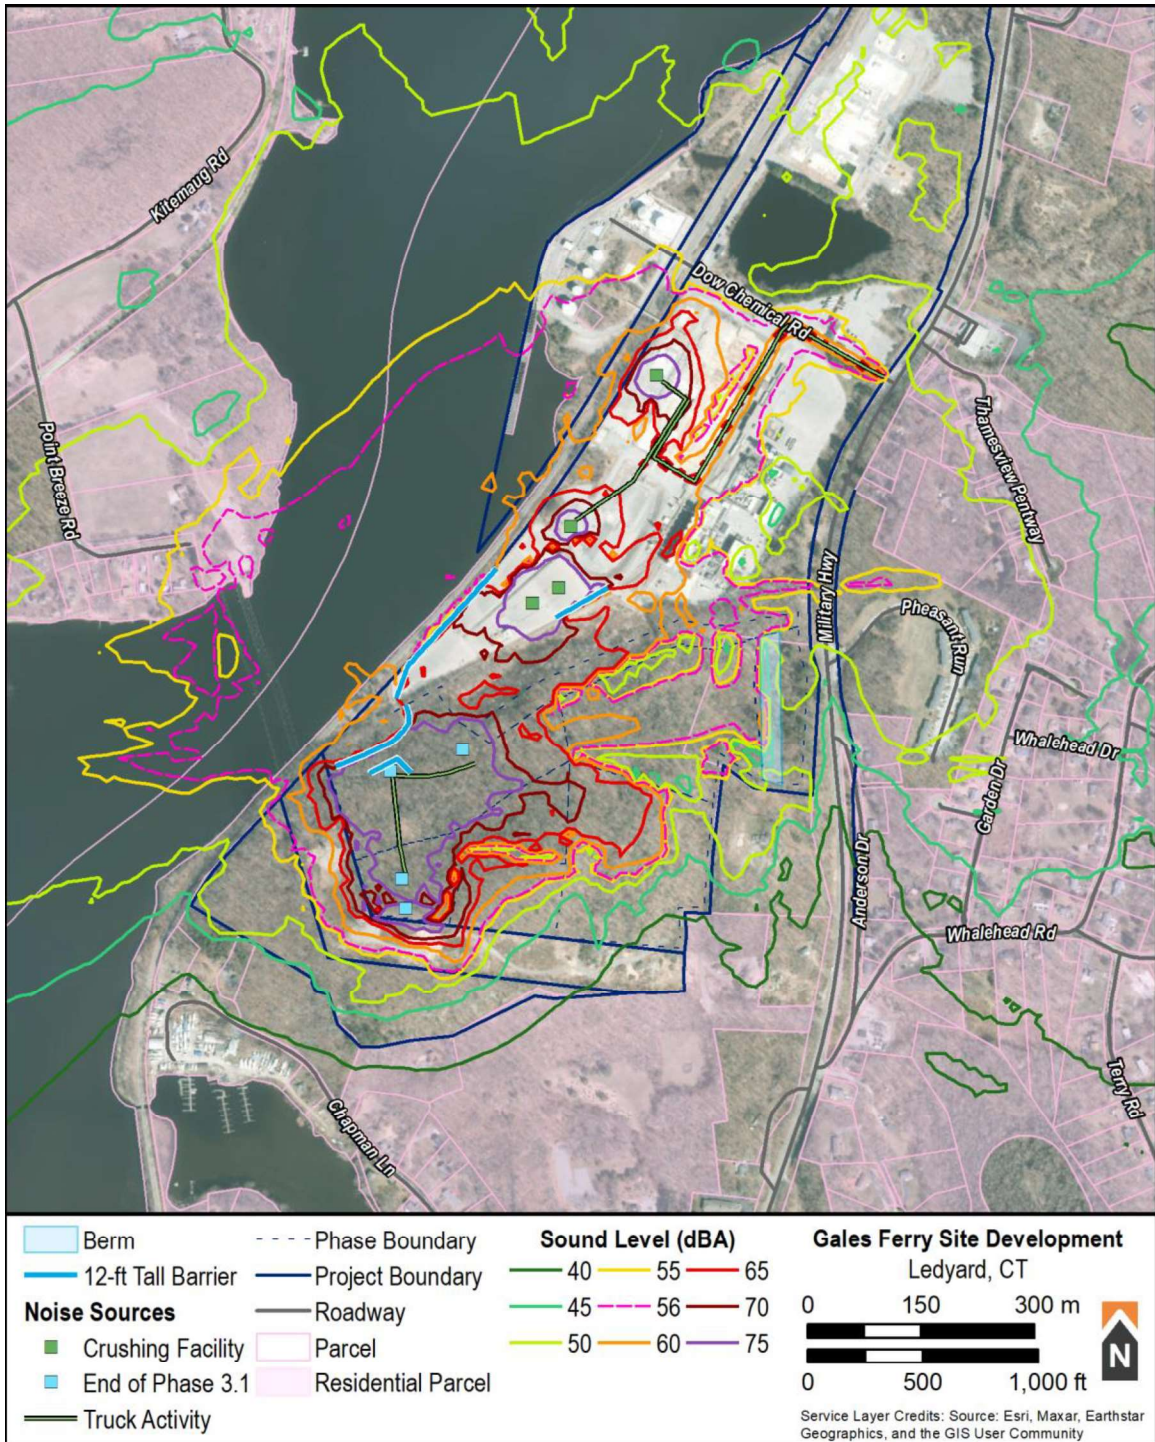 Kitemaug Rd
Dow Chemical Rd
Point Breeze Rd
Thamesview Pentway
Military Hwy
Pheasant Run
Whalehead Dr
Garden Dr
Anderson Dr
Whalehead Rd
Terry Rd
Chapman Ln
Berm
12-ft Tall Barrier
Noise Sources
Crushing Facility
End of Phase 3.1
Truck Activity
Phase Boundary
Project Boundary
Roadway
Parcel
Residential Parcel
Sound Level (dBA)
40 55 65
45 56 70
50 60 75
Gales Ferry Site Development
Ledyard, CT
0 150 300 m
0 500 1,000 ft
N
Service Layer Credits: Source: Esri, Maxar, Earthstar
Geographics, and the GIS User Community